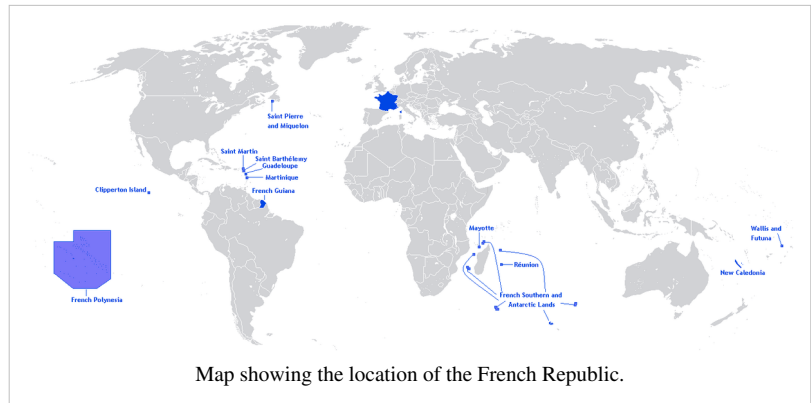 Saint Pierre
and Miquelon
Saint Martin
Saint Barthélemy
Guadeloupe
Martinique
Clipperton Island
French Guiana
Mayotte
Wallis and
Futuna
Réunion
New Caledonia
French Polynesia
French Southern and
Antarctic Lands
Map showing the location of the French Republic.